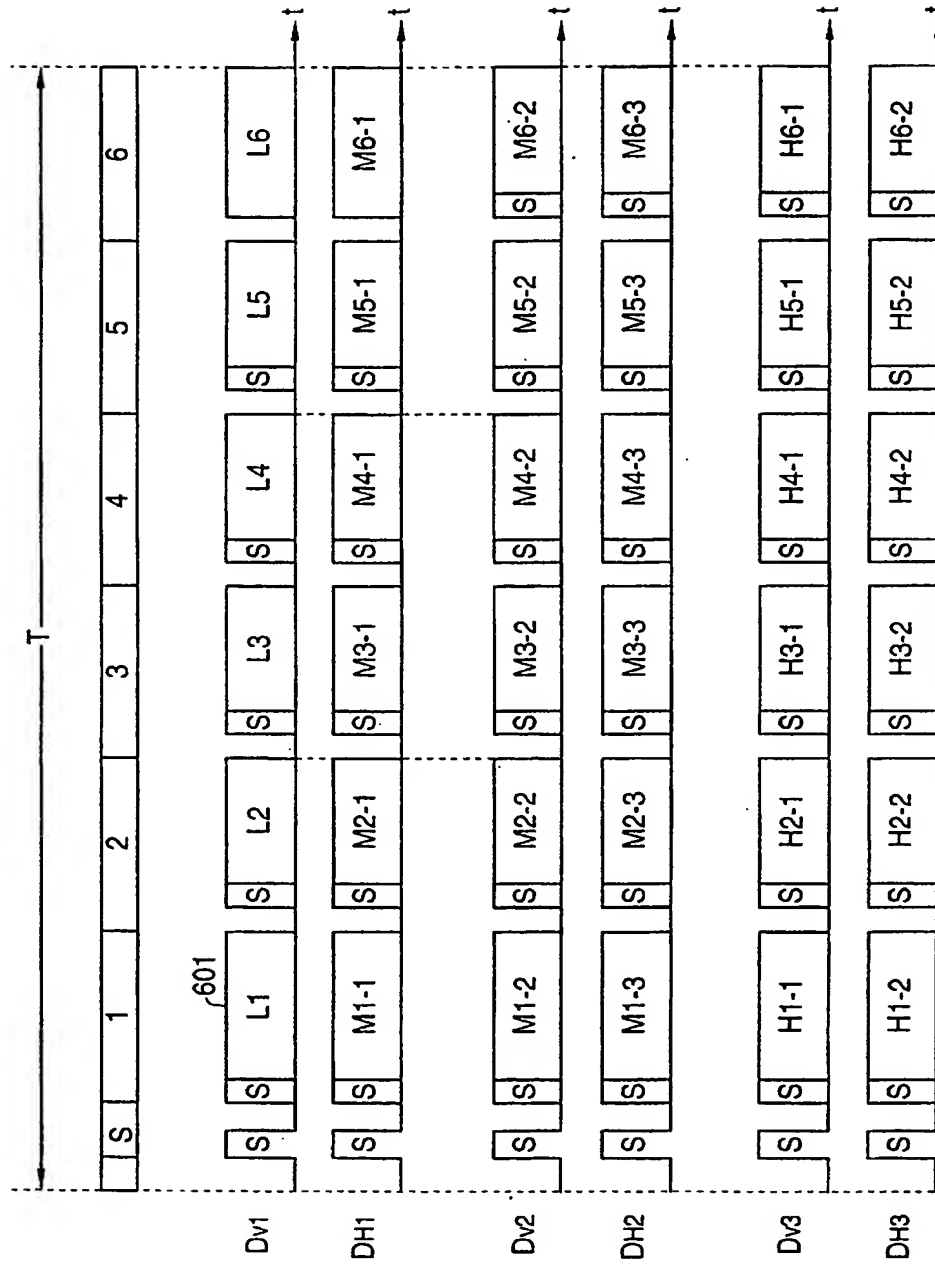 T
S 1 2 3 4 5 6
601
Dv1 S S L1 S L2 S L3 S L4 S L5 L6 t
DH1 S S M1-1 S M2-1 S M3-1 S M4-1 S M5-1 M6-1 t
Dv2 S S M1-2 S M2-2 S M3-2 S M4-2 S M5-2 S M6-2 t
DH2 S S M1-3 S M2-3 S M3-3 S M4-3 S M5-3 S M6-3 t
Dv3 S S H1-1 S H2-1 S H3-1 S H4-1 S H5-1 S H6-1 t
DH3 S S H1-2 S H2-2 S H3-2 S H4-2 S H5-2 S H6-2 t